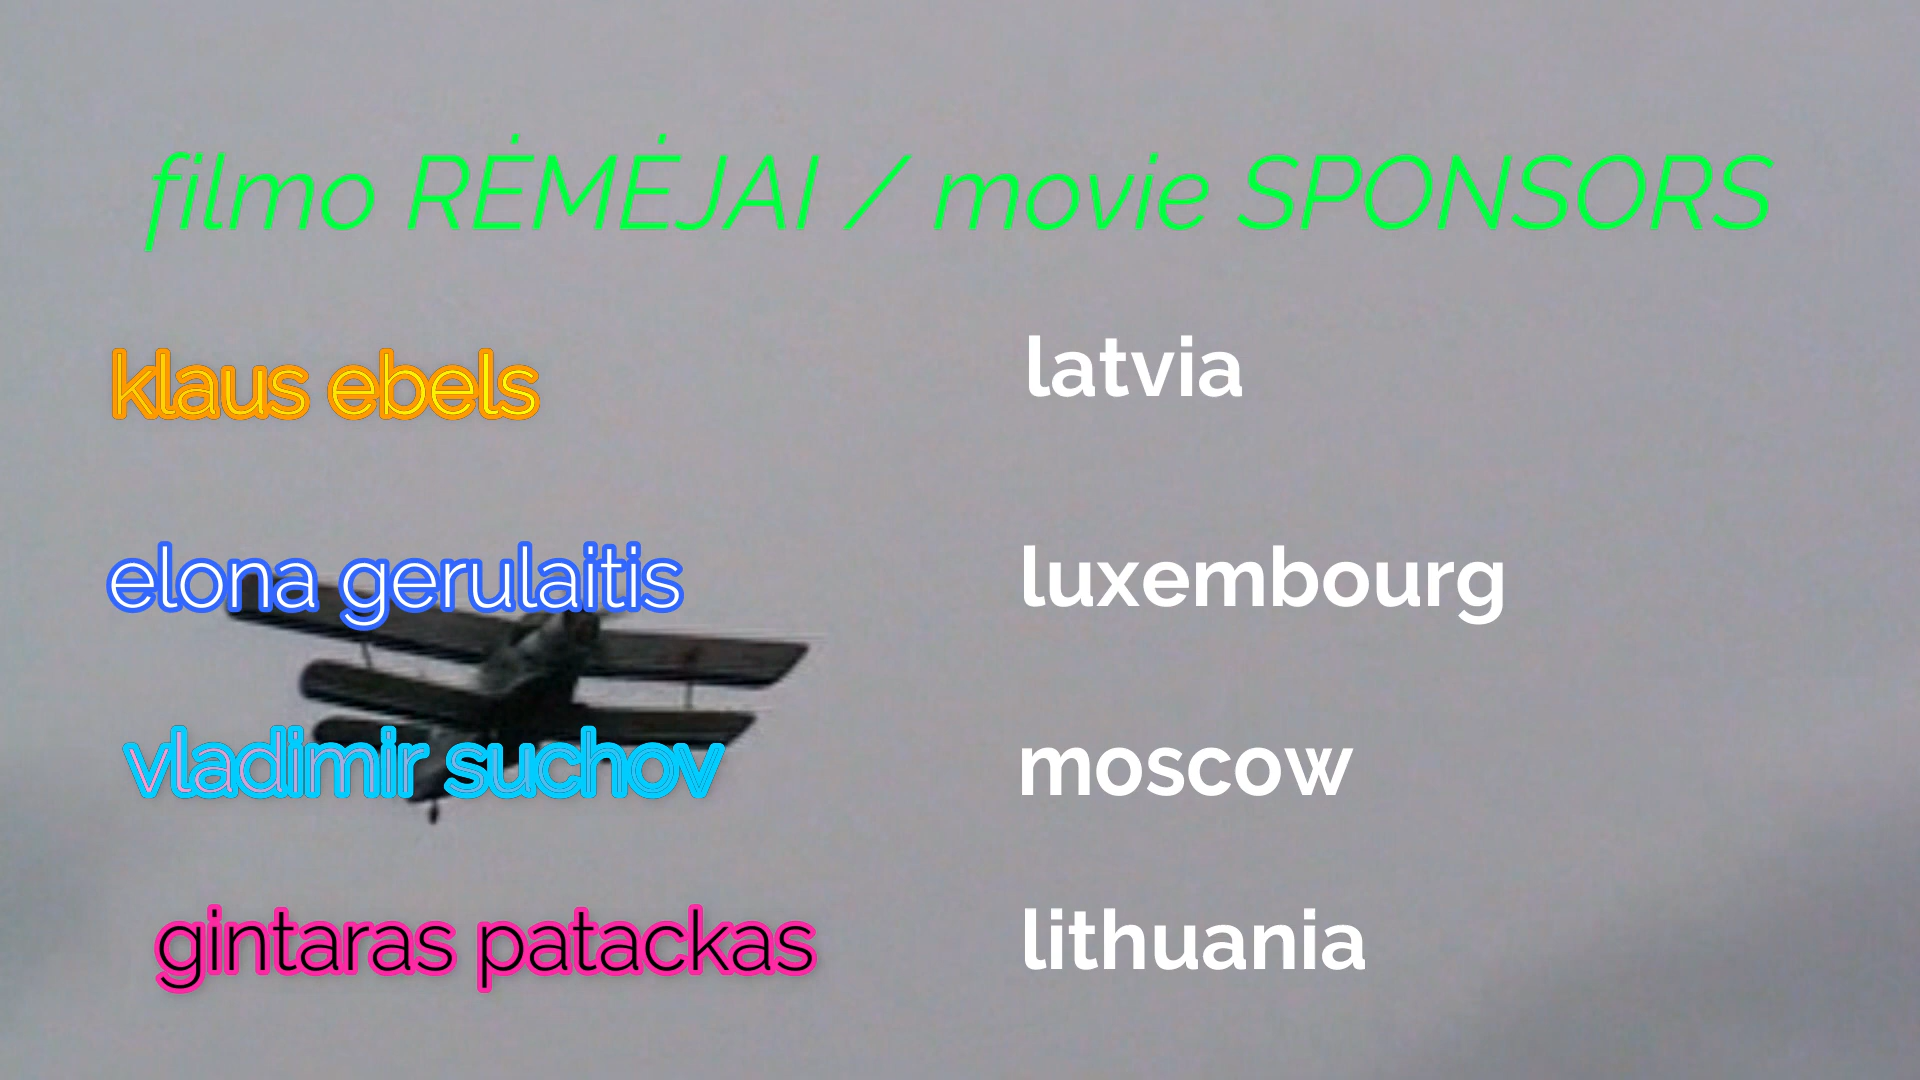 filmo RĖMĖJAI / movie SPONSORS
klaus ebels latvia
elona gerulaitis luxembourg
vladimir suchov moscow
gintaras patackas lithuania